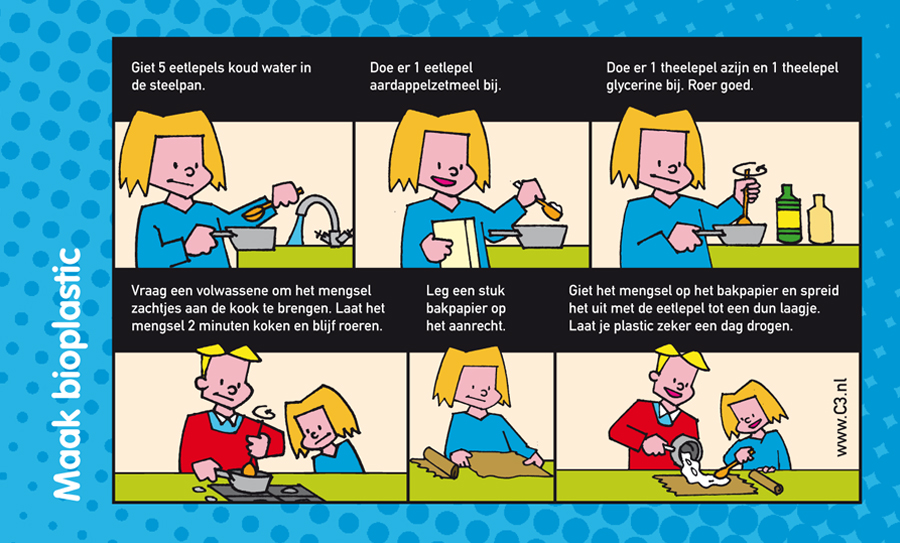 Maak bioplastic
Giet 5 eetlepels koud water in
de steelpan.
Doe er 1 eetlepel
aardappelzetmeel bij.
Doe er 1 theelepel azijn en 1 theelepel
glycerine bij. Roer goed.
Vraag een volwassene om het mengsel
zachtjes aan de kook te brengen. Laat het
mengsel 2 minuten koken en blijf roeren.
Leg een stuk
bakpapier op
het aanrecht.
Giet het mengsel op het bakpapier en spreid
het uit met de eetlepel tot een dun laagje.
Laat je plastic zeker een dag drogen.
www.C3.nl